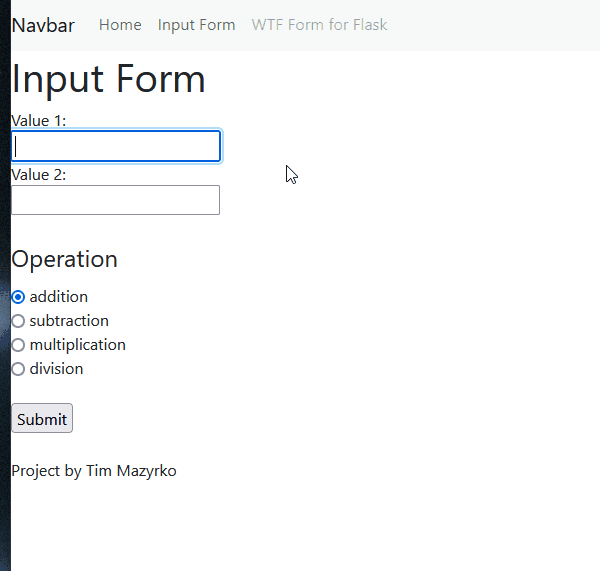 Navbar Home Input Form WTF Form for Flask
Input Form
Value 1:
Value 2:
Operation
addition
subtraction
multiplication
division
Submit
Project by Tim Mazyrko